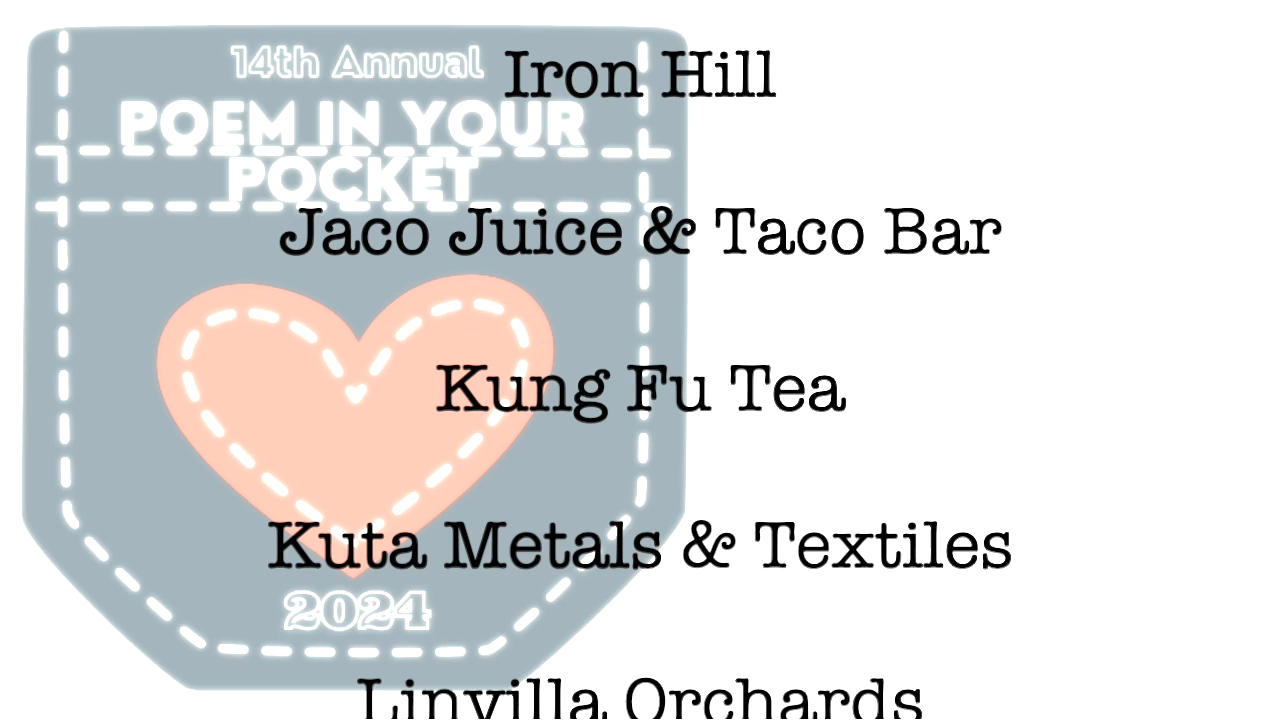 14th Annual
POEM IN YOUR
POCKET
2024
Iron Hill
Jaco Juice & Taco Bar
Kung Fu Tea
Kuta Metals & Textiles
Linvilla Orchards